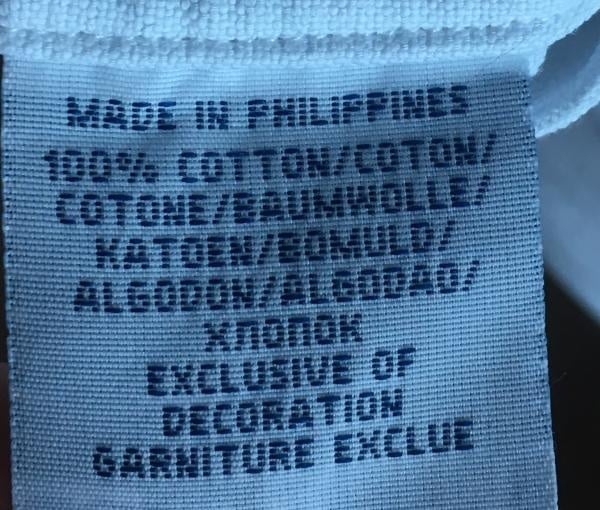 MADE IN PHILIPPINES
100% COTTON/COTON/
COTONE/BAUMWOLLE/
KATOEN/BOMULD/
ALGODON/ALGODAO/
ХЛОПОК
EXCLUSIVE OF
DECORATION
GARNITURE EXCLUE